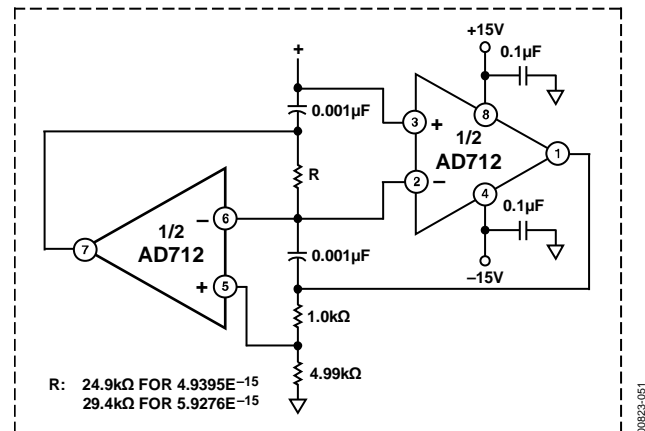 +15V
0.1µF
+
0.001µF
3
+
8
1/2
AD712
1
R
2
–
4
0.1µF
–
6
1/2
AD712
7
0.001µF
+
5
–15V
1.0kΩ
4.99kΩ
R: 24.9kΩ FOR 4.9395E–15
29.4kΩ FOR 5.9276E–15
00823-051